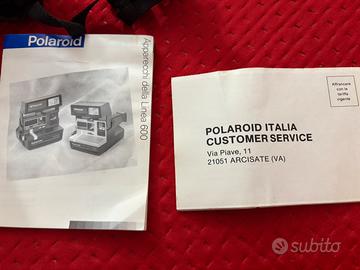 Polaroid
Apparecchi della Linea 600
Affrancare
con la
tariffa
vigente
POLAROID ITALIA
CUSTOMER SERVICE
Via Piave, 11
21051 ARCISATE (VA)
subito